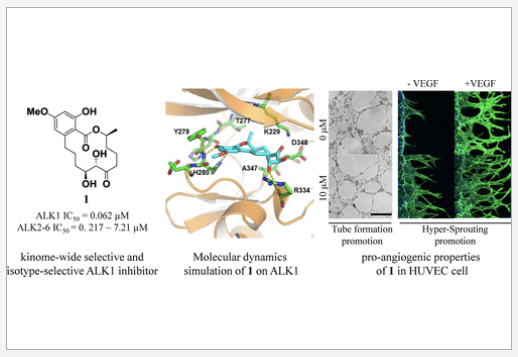 MeO
OH
O
O
OH
OH
O
1
ALK1 IC50 = 0.062 μM
ALK2-6 IC50 = 0. 217 ~ 7.21 μM
kinome-wide selective and
isotype-selective ALK1 inhibitor
T277
Y279
K229
D348
H280
A347
R334
Molecular dynamics
simulation of 1 on ALK1
- VEGF
+VEGF
0 μM
10 μM
Tube formation
promotion
Hyper-Sprouting
promotion
pro-angiogenic properties
of 1 in HUVEC cell